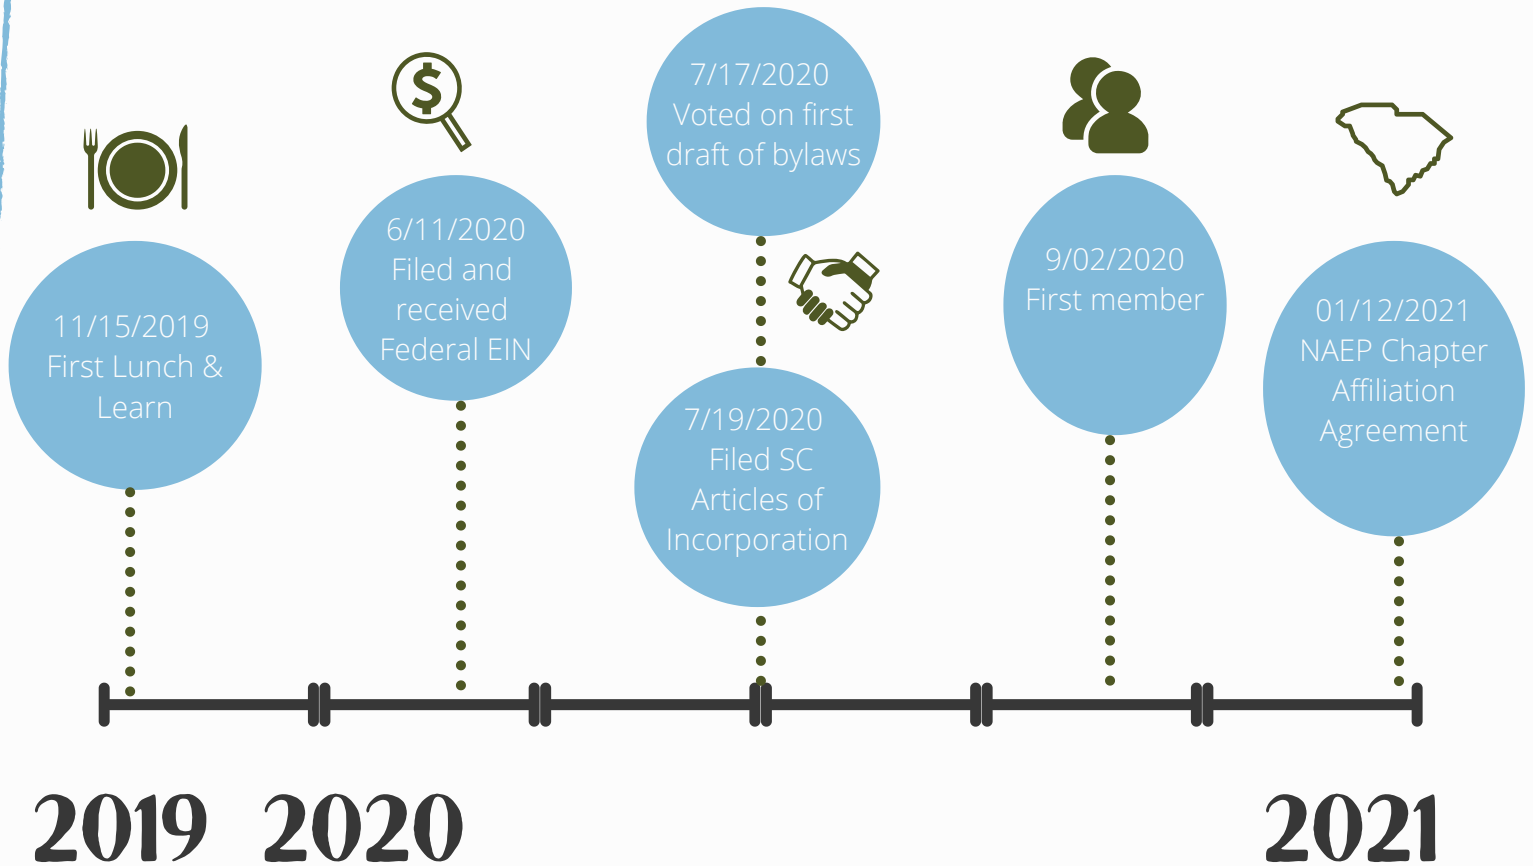 11/15/2019
First Lunch &
Learn
6/11/2020
Filed and
received
Federal EIN
7/17/2020
Voted on first
draft of bylaws
7/19/2020
Filed SC
Articles of
Incorporation
9/02/2020
First member
01/12/2021
NAEP Chapter
Affiliation
Agreement
$
2019
2020
2021